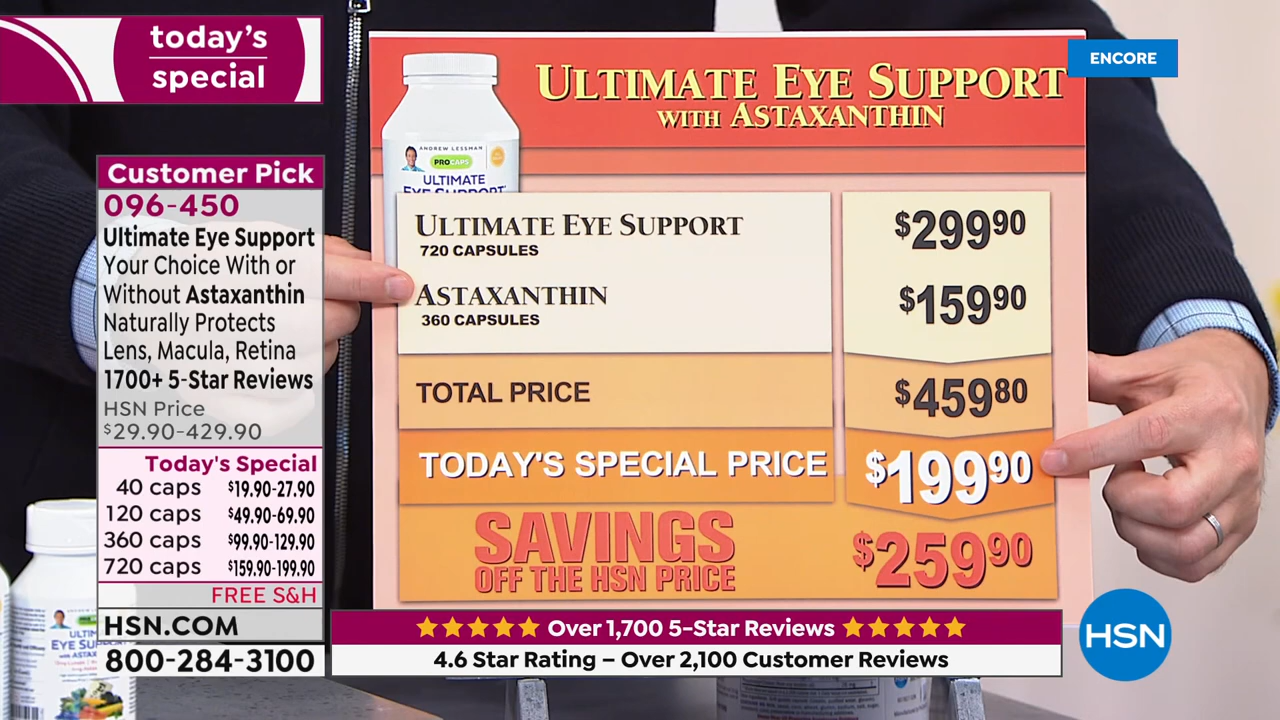 today's
special
Customer Pick
096-450
Ultimate Eye Support
Your Choice With or
Without Astaxanthin
Naturally Protects
Lens, Macula, Retina
1700+ 5-Star Reviews
HSN Price
$29.90-429.90
Today's Special
40 caps $19.90-27.90
120 caps $49.90-69.90
360 caps $99.90-129.90
720 caps $159.90-199.90
FREE S&H
HSN.COM
800-284-3100
ENCORE
ULTIMATE EYE SUPPORT
WITH ASTAXANTHIN
ANDREW LESSMAN
PROCAPS
ULTIMATE
EYE SUPPORT
ULTIMATE EYE SUPPORT $299.90
720 CAPSULES
ASTAXANTHIN $159.90
360 CAPSULES
TOTAL PRICE $459.80
TODAY'S SPECIAL PRICE $199.90
SAVINGS $259.90
OFF THE HSN PRICE
Over 1,700 5-Star Reviews
4.6 Star Rating – Over 2,100 Customer Reviews
HSN